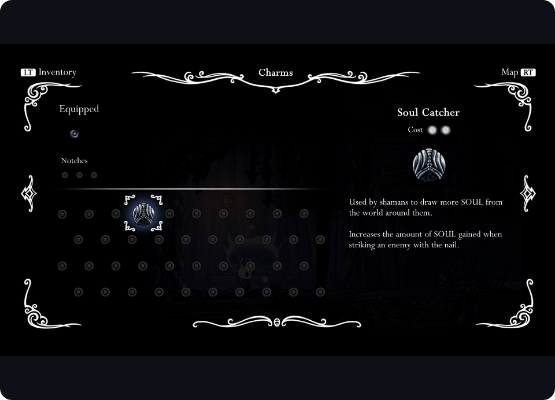 LT Inventory
Charms
Map RT
Equipped
Notches
Soul Catcher
Cost
Used by shamans to draw more SOUL from
the world around them.
Increases the amount of SOUL gained when
striking an enemy with the nail.